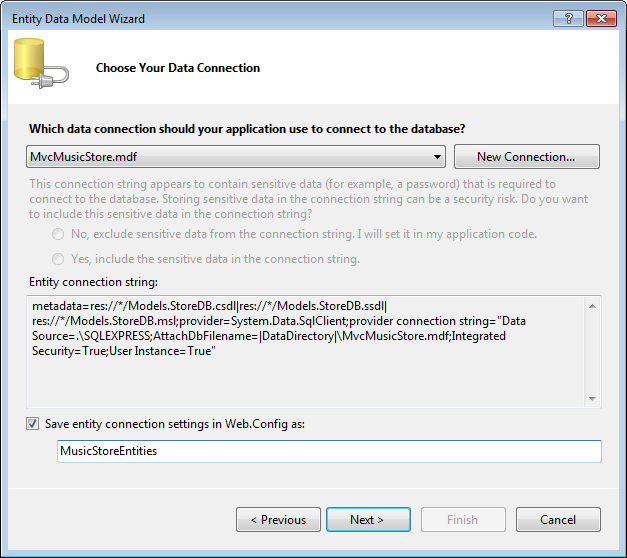 Entity Data Model Wizard
Choose Your Data Connection
Which data connection should your application use to connect to the database?
MvcMusicStore.mdf
New Connection...
This connection string appears to contain sensitive data (for example, a password) that is required to
connect to the database. Storing sensitive data in the connection string can be a security risk. Do you want
to include this sensitive data in the connection string?
No, exclude sensitive data from the connection string. I will set it in my application code.
Yes, include the sensitive data in the connection string.
Entity connection string:
metadata=res://*/Models.StoreDB.csdl|res://*/Models.StoreDB.ssdl|
res://*/Models.StoreDB.msl;provider=System.Data.SqlClient;provider connection string="Data
Source=.\SQLEXPRESS;AttachDbFilename=|DataDirectory|\MvcMusicStore.mdf;Integrated
Security=True;User Instance=True"
Save entity connection settings in Web.Config as:
MusicStoreEntities
< Previous
Next >
Finish
Cancel